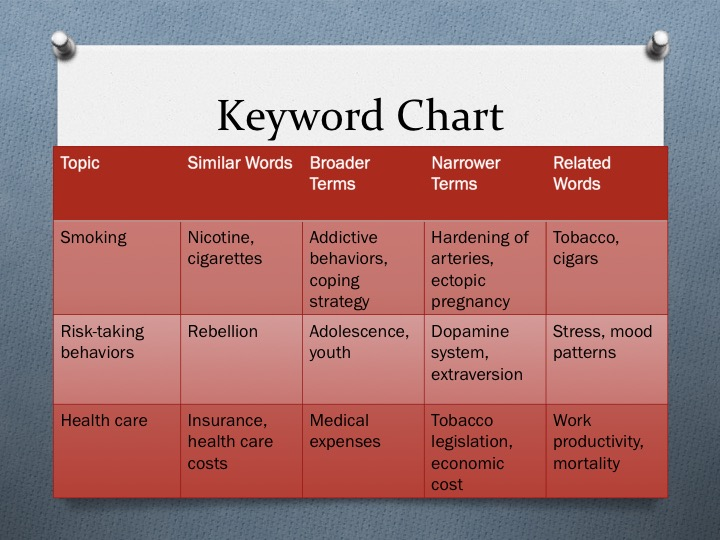 Keyword Chart
Topic
Similar Words
Broader
Terms
Narrower
Terms
Related
Words
Smoking
Nicotine,
cigarettes
Addictive
behaviors,
coping
strategy
Hardening of
arteries,
ectopic
pregnancy
Tobacco,
cigars
Risk-taking
behaviors
Rebellion
Adolescence,
youth
Dopamine
system,
extraversion
Stress, mood
patterns
Health care
Insurance,
health care
costs
Medical
expenses
Tobacco
legislation,
economic
cost
Work
productivity,
mortality